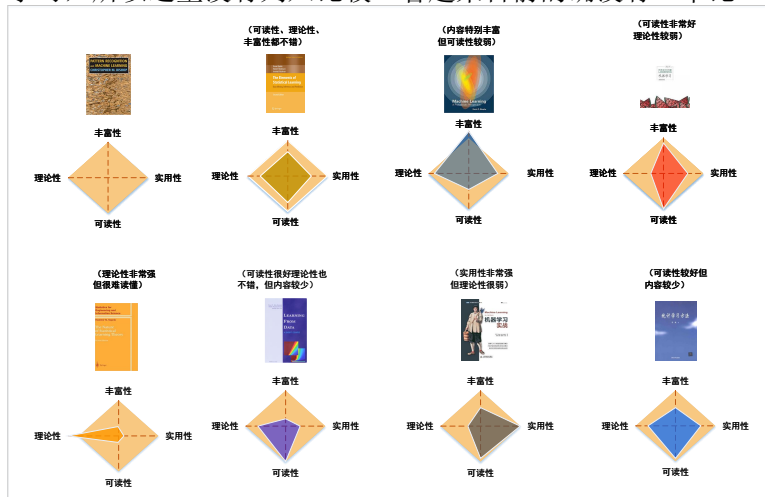 （可读性、理论性、
丰富性都不错）
（内容特别丰富
但可读性较弱）
（可读性非常好
理论性较弱）
PATTERN RECOGNITION
AND MACHINE LEARNING
CHRISTOPHER M. BISHOP
The Elements of
Statistical Learning
Machine Learning
机器学习
丰富性
理论性
实用性
可读性
丰富性
理论性
实用性
可读性
丰富性
理论性
实用性
可读性
丰富性
理论性
实用性
可读性
（理论性非常强
但很难读懂）
（可读性很好理论性也
不错，但内容较少）
（实用性非常强
但理论性很弱）
（可读性较好但
内容较少）
LEARNING
FROM
DATA
Machine Learning
机器学习
实战
统计学习方法
丰富性
理论性
实用性
可读性
丰富性
理论性
实用性
可读性
丰富性
理论性
实用性
可读性
丰富性
理论性
实用性
可读性